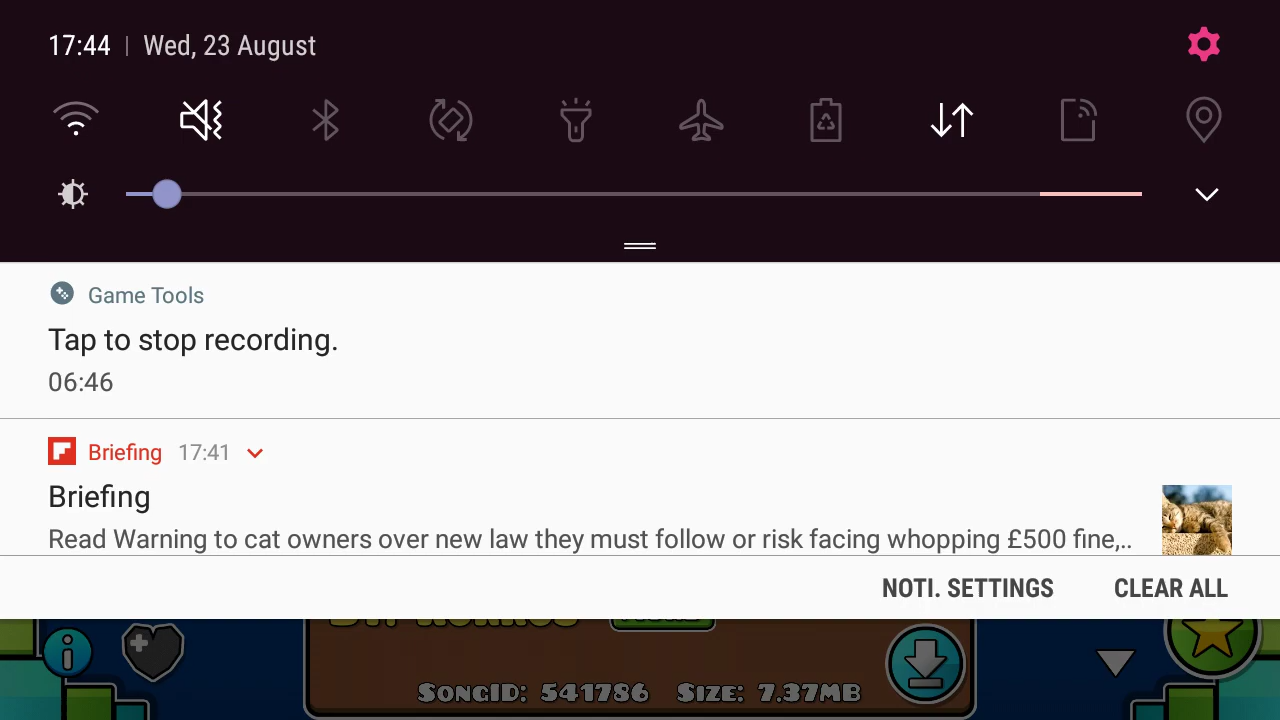 17:44 | Wed, 23 August
Game Tools
Tap to stop recording.
06:46
Briefing 17:41
Briefing
Read Warning to cat owners over new law they must follow or risk facing whopping £500 fine,..
NOTI. SETTINGS CLEAR ALL
SongID: 541786 Size: 7.37MB